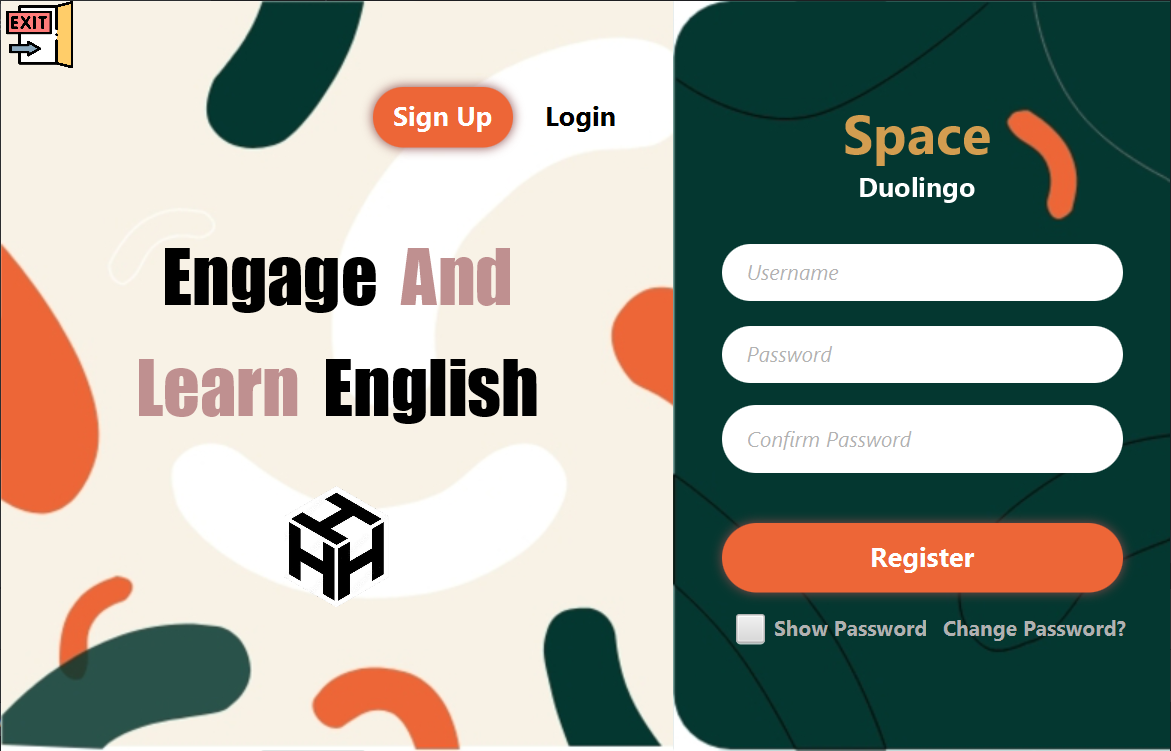 EXIT
Sign Up Login
Engage And
Learn English
HHH
Space
Duolingo
Username
Password
Confirm Password
Register
Show Password Change Password?